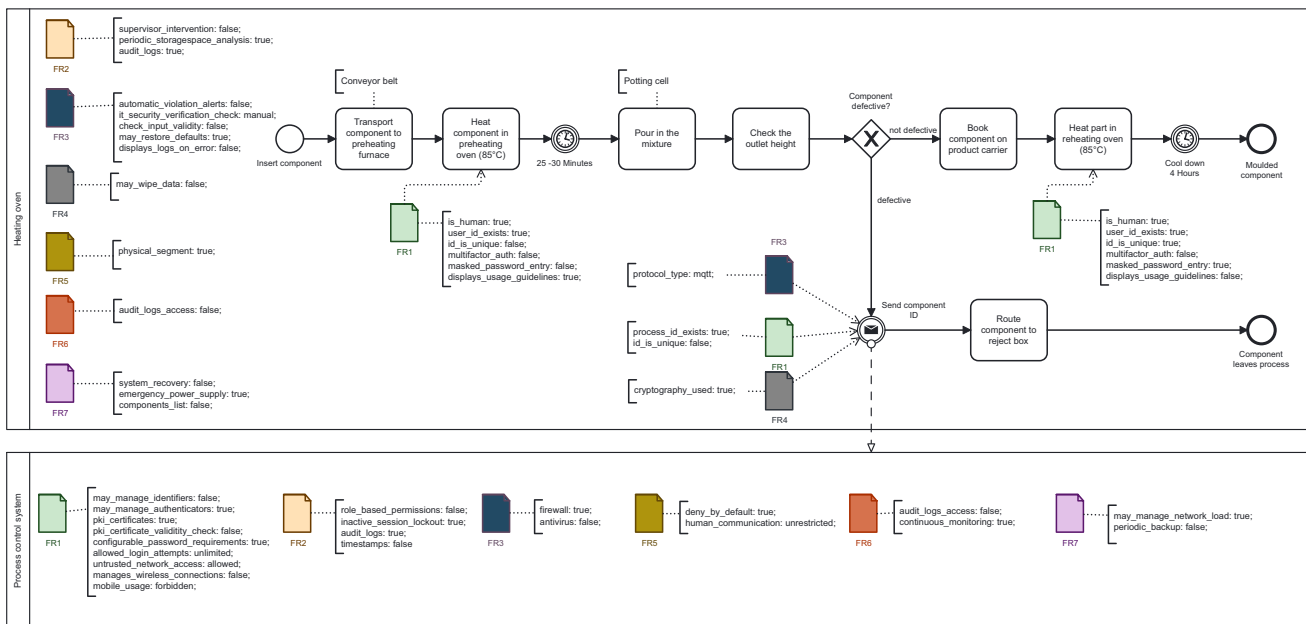 Heating oven
FR2
supervisor_intervention: false;
periodic_storagespace_analysis: true;
audit_logs: true;
FR3
automatic_violation_alerts: false;
it_security_verification_check: manual;
check_input_validity: false;
may_restore_defaults: true;
displays_logs_on_error: false;
FR4
may_wipe_data: false;
FR5
physical_segment: true;
FR6
audit_logs_access: false;
FR7
system_recovery: false;
emergency_power_supply: true;
components_list: false;
Insert component
Conveyor belt
Transport
component to
preheating
furnace
Heat
component in
preheating
oven (85°C)
FR1
is_human: true;
user_id_exists: true;
id_is_unique: false;
multifactor_auth: false;
masked_password_entry: false;
displays_usage_guidelines: true;
25 -30 Minutes
Potting cell
Pour in the
mixture
Check the
outlet height
Component
defective?
not defective
defective
Book
component on
product carrier
Heat part in
reheating oven
(85°C)
FR1
is_human: true;
user_id_exists: true;
id_is_unique: true;
multifactor_auth: false;
masked_password_entry: true;
displays_usage_guidelines: false;
Cool down
4 Hours
Moulded
component
FR3
protocol_type: mqtt;
process_id_exists: true;
id_is_unique: false;
FR1
cryptography_used: true;
FR4
Send component
ID
Route
component to
reject box
Component
leaves process
Process control system
FR1
may_manage_identifiers: false;
may_manage_authenticators: true;
pki_certificates: true;
pki_certificate_validitity_check: false;
configurable_password_requirements: true;
allowed_login_attempts: unlimited;
untrusted_network_access: allowed;
manages_wireless_connections: false;
mobile_usage: forbidden;
FR2
role_based_permissions: false;
inactive_session_lockout: true;
audit_logs: true;
timestamps: false
FR3
firewall: true;
antivirus: false;
FR5
deny_by_default: true;
human_communication: unrestricted;
FR6
audit_logs_access: false;
continuous_monitoring: true;
FR7
may_manage_network_load: true;
periodic_backup: false;